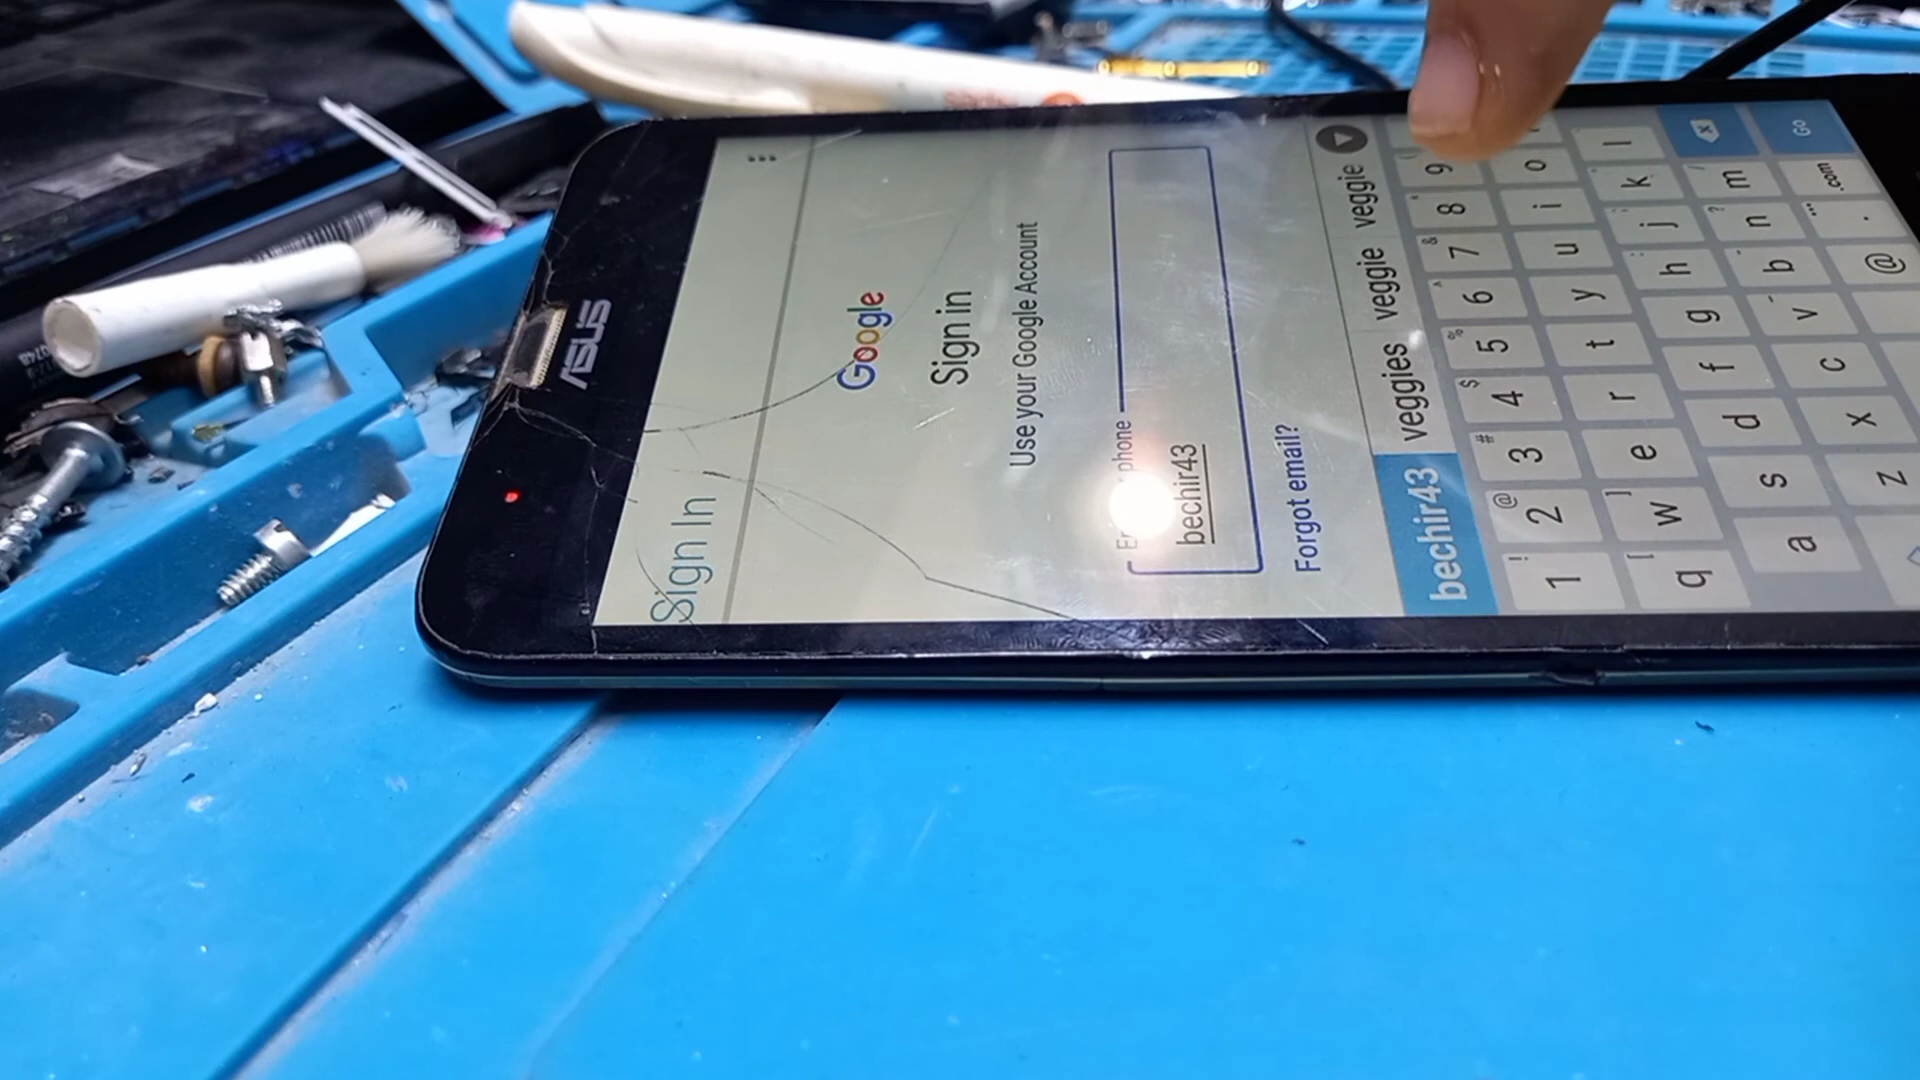 ASUS
Sign In
Google
Sign in
Use your Google Account
phone
bechir43
Forgot email?
bechir43 veggies veggie veggie
! @ # $ % ^ & *
1 2 3 4 5 6 7 8 9
q w e r t y u i o
a s d f g h j k l
z x c v b n m
@ . .com Go